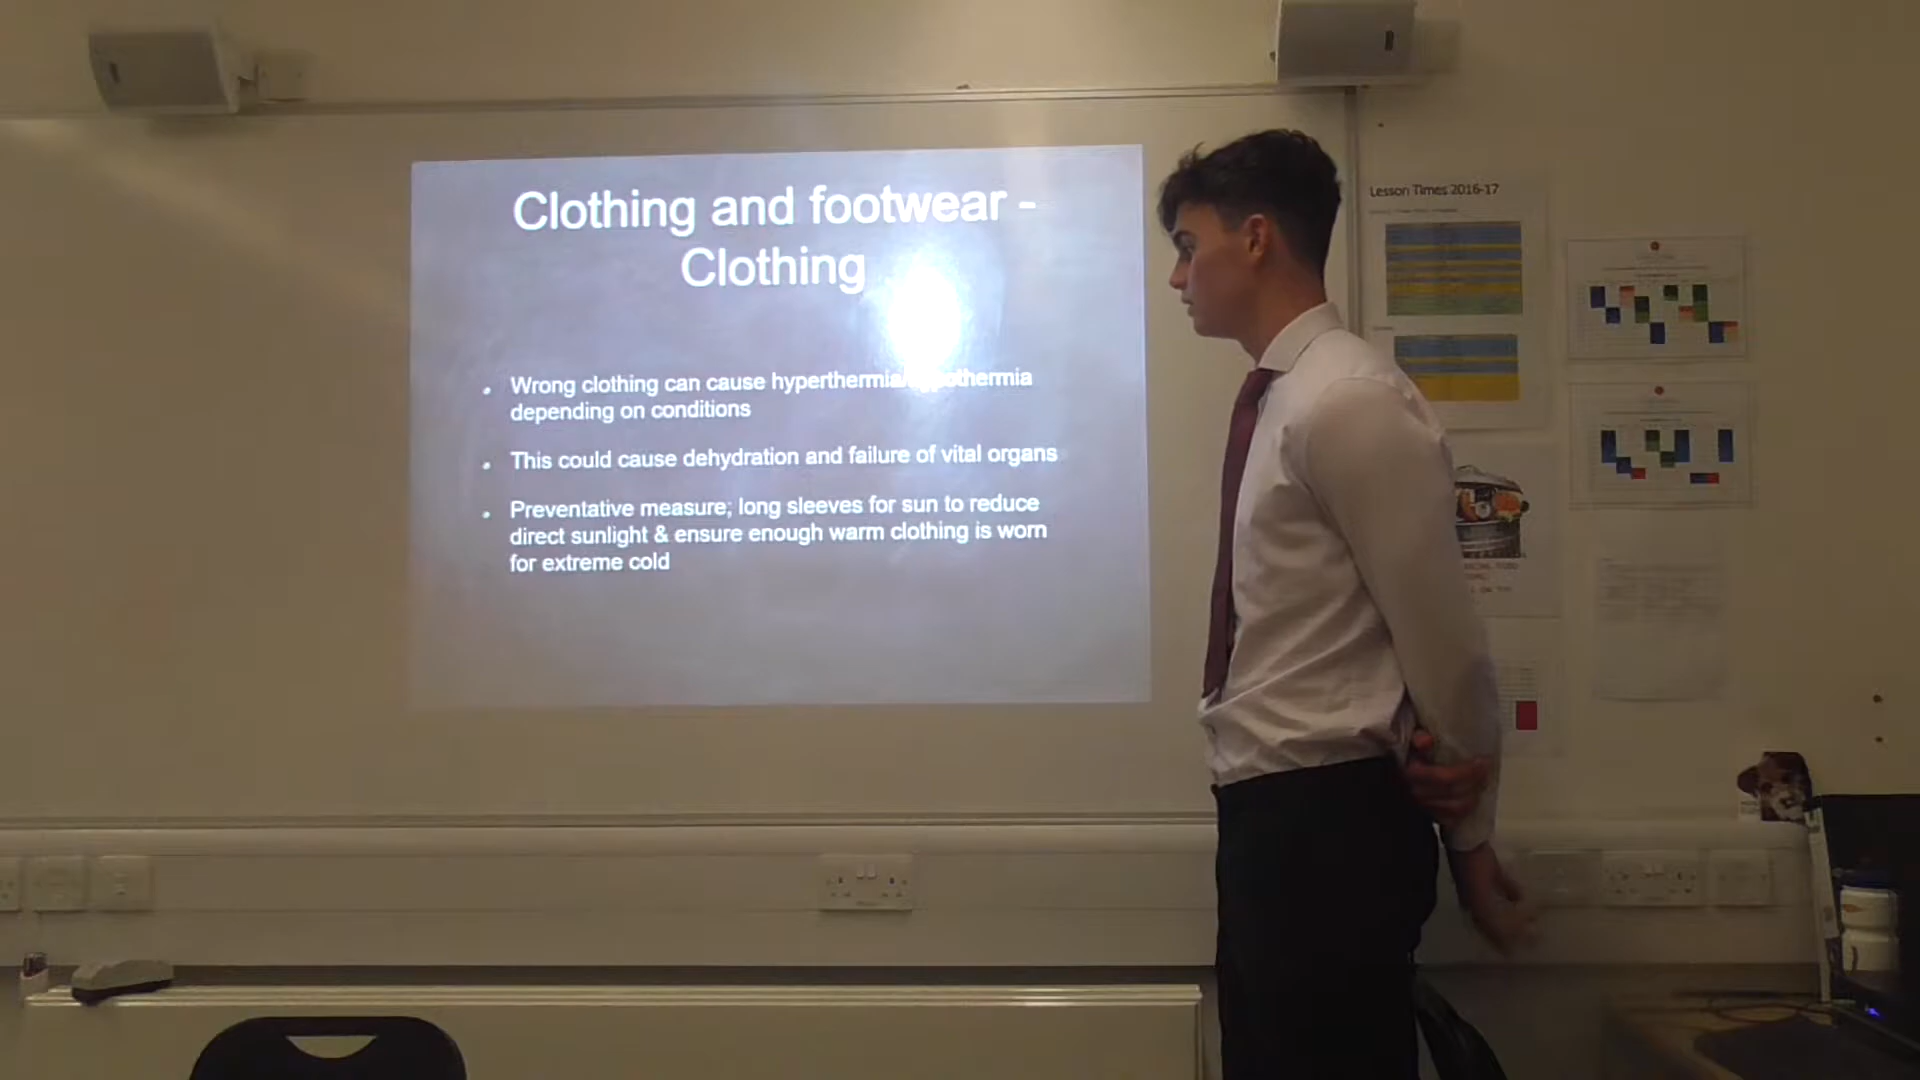 Clothing and footwear -
Clothing
Wrong clothing can cause hyperthermia
depending on conditions
This could cause dehydration and failure of vital organs
Preventative measure; long sleeves for sun to reduce
direct sunlight & ensure enough warm clothing is worn
for extreme cold
Lesson Times 2016-17